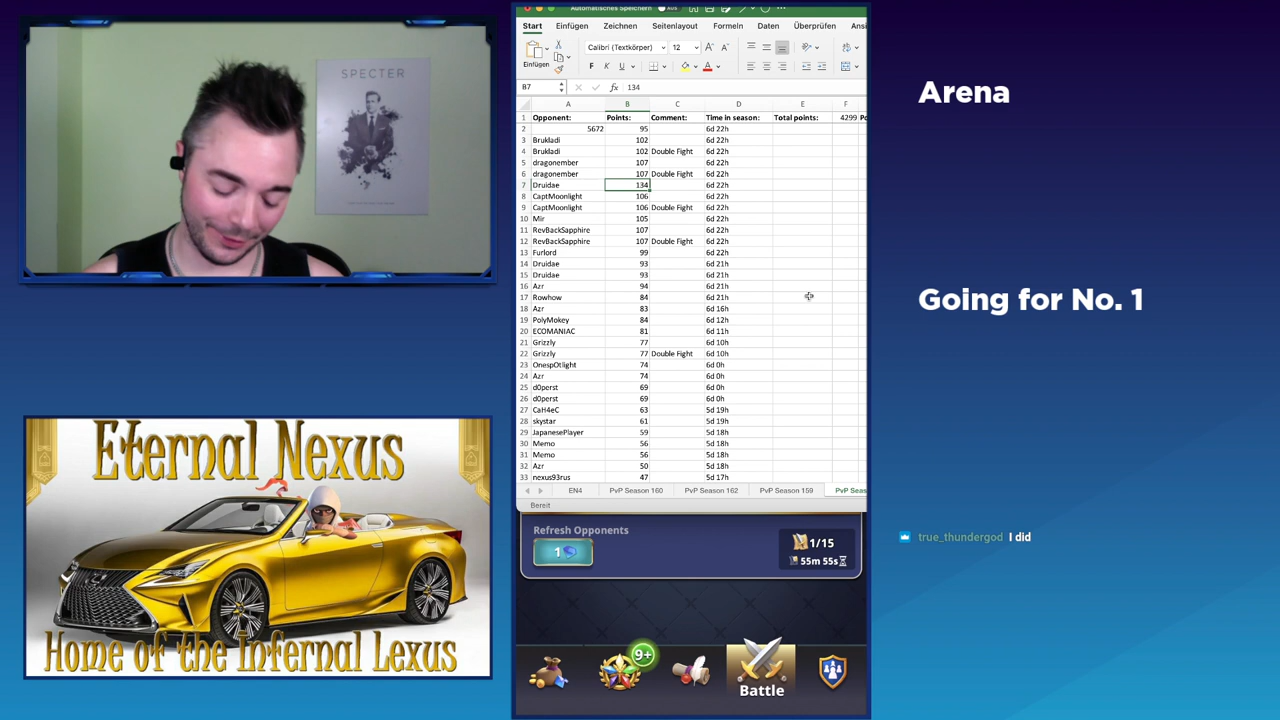 SPECTER
Automatisches Speichern
Start Einfügen Zeichnen Seitenlayout Formeln Daten Überprüfen Ansi
Einfügen
Calibri (Textkörper) 12 A A
F K U A
B7 fx 134
A B C D E F
1 Opponent: Points: Comment: Time in season: Total points: 4299 Po
2 5672 95 6d 22h
3 Brukladi 102 6d 22h
4 Brukladi 102 Double Fight 6d 22h
5 dragonember 107 6d 22h
6 dragonember 107 Double Fight 6d 22h
7 Druidae 134 6d 22h
8 CaptMoonlight 106 6d 22h
9 CaptMoonlight 106 Double Fight 6d 22h
10 Mir 105 6d 22h
11 RevBackSapphire 107 6d 22h
12 RevBackSapphire 107 Double Fight 6d 22h
13 Furlord 99 6d 22h
14 Druidae 93 6d 21h
15 Druidae 93 6d 21h
16 Azr 94 6d 21h
17 Rowhow 84 6d 21h
18 Azr 83 6d 16h
19 PolyMokey 84 6d 12h
20 ECOMANIAC 81 6d 11h
21 Grizzly 77 6d 10h
22 Grizzly 77 Double Fight 6d 10h
23 OnespOtlight 74 6d 0h
24 Azr 74 6d 0h
25 d0perst 69 6d 0h
26 d0perst 69 6d 0h
27 CaH4eC 63 5d 19h
28 skystar 61 5d 19h
29 JapanesePlayer 59 5d 18h
30 Memo 56 5d 18h
31 Memo 56 5d 18h
32 Azr 50 5d 18h
33 nexus93rus 47 5d 17h
EN4 PvP Season 160 PvP Season 162 PvP Season 159 PvP Seas
Bereit
Refresh Opponents
1
1/15
55m 55s
9+
Battle
Eternal Nexus
Home of the Infernal Lexus
Arena
Going for No. 1
true_thundergod I did